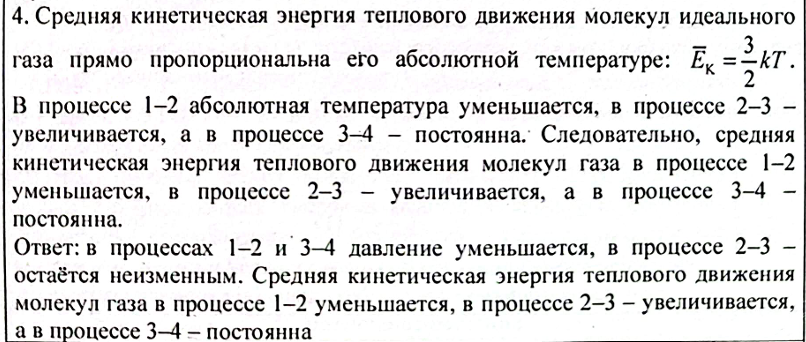 4. Средняя кинетическая энергия теплового движения молекул идеального
газа прямо пропорциональна его абсолютной температуре: E̅ₖ = 3/2 kT.
В процессе 1–2 абсолютная температура уменьшается, в процессе 2–3 –
увеличивается, а в процессе 3–4 – постоянна. Следовательно, средняя
кинетическая энергия теплового движения молекул газа в процессе 1–2
уменьшается, в процессе 2–3 – увеличивается, а в процессе 3–4 –
постоянна.
Ответ: в процессах 1–2 и 3–4 давление уменьшается, в процессе 2–3 –
остаётся неизменным. Средняя кинетическая энергия теплового движения
молекул газа в процессе 1–2 уменьшается, в процессе 2–3 – увеличивается,
а в процессе 3–4 – постоянна